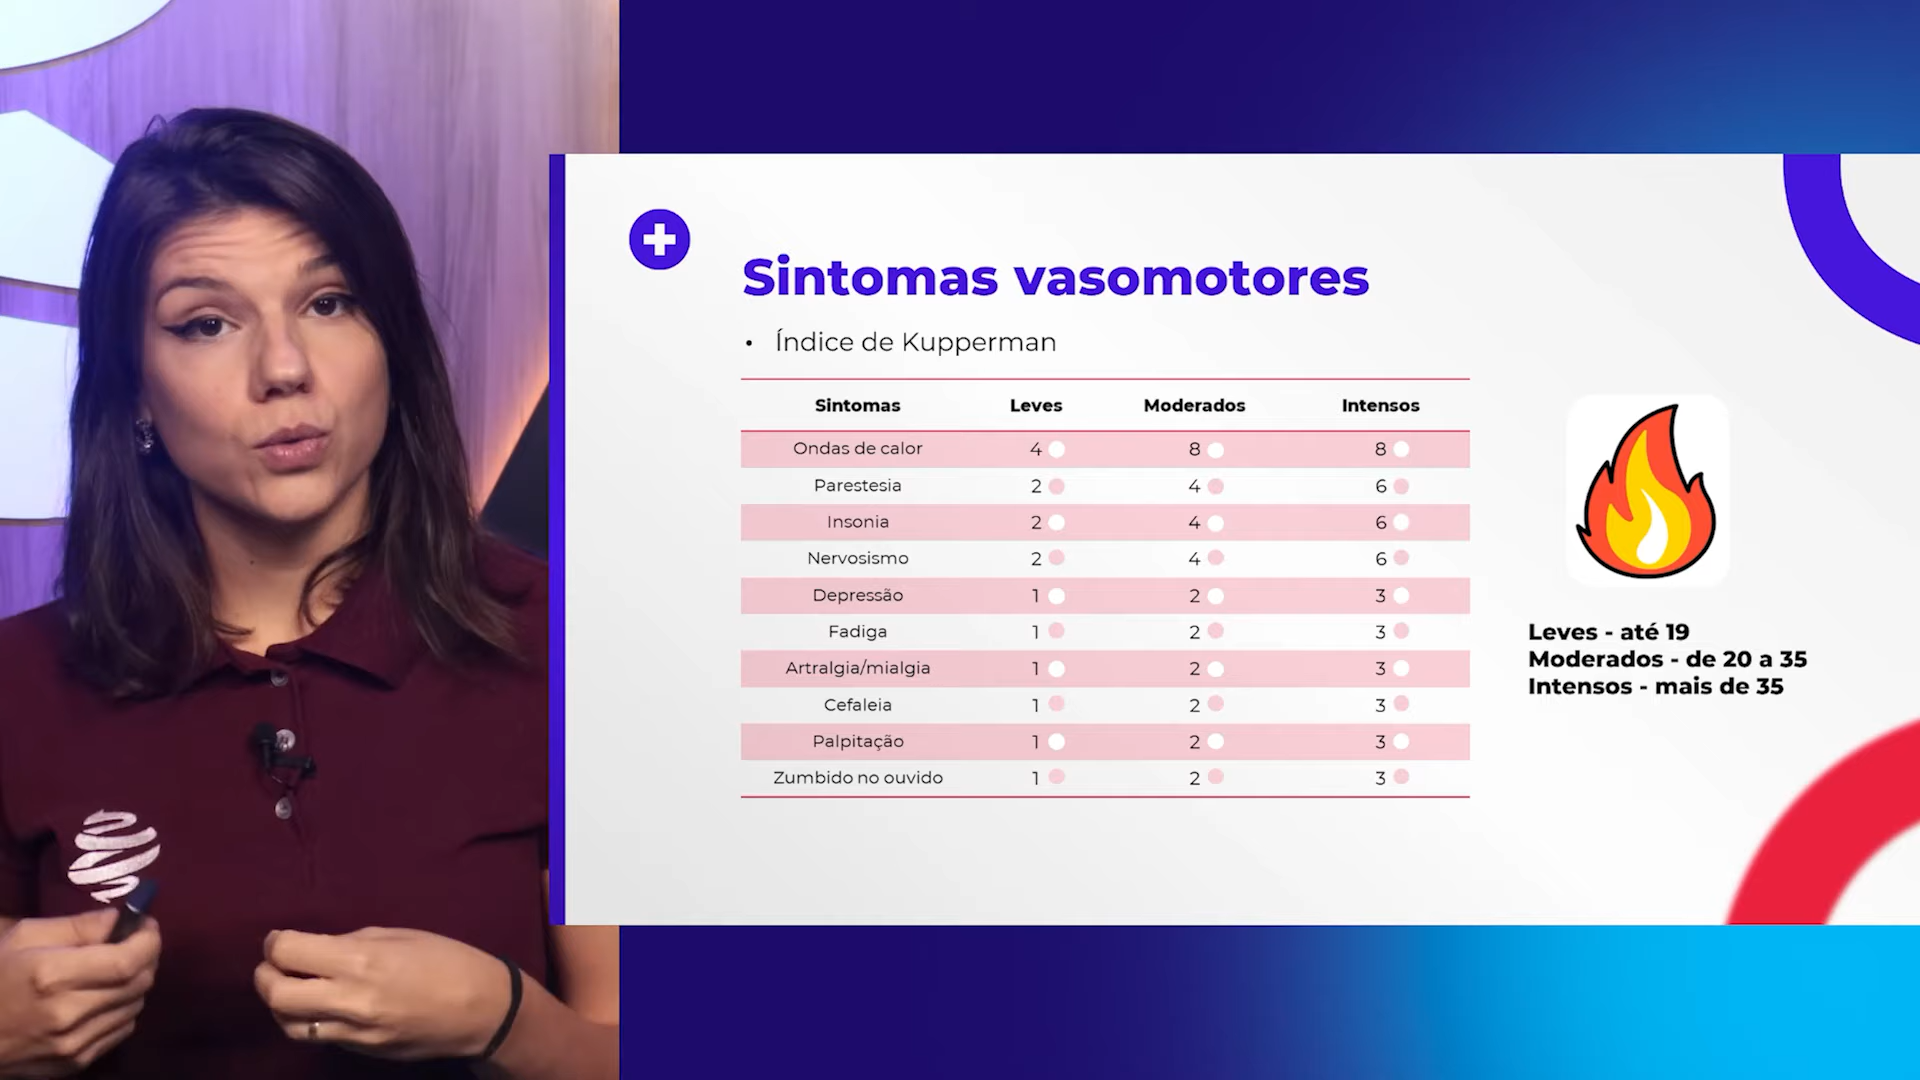 Sintomas vasomotores
• Índice de Kupperman
Sintomas Leves Moderados Intensos
Ondas de calor 4 8 8
Parestesia 2 4 6
Insonia 2 4 6
Nervosismo 2 4 6
Depressão 1 2 3
Fadiga 1 2 3
Artralgia/mialgia 1 2 3
Cefaleia 1 2 3
Palpitação 1 2 3
Zumbido no ouvido 1 2 3
Leves - até 19
Moderados - de 20 a 35
Intensos - mais de 35